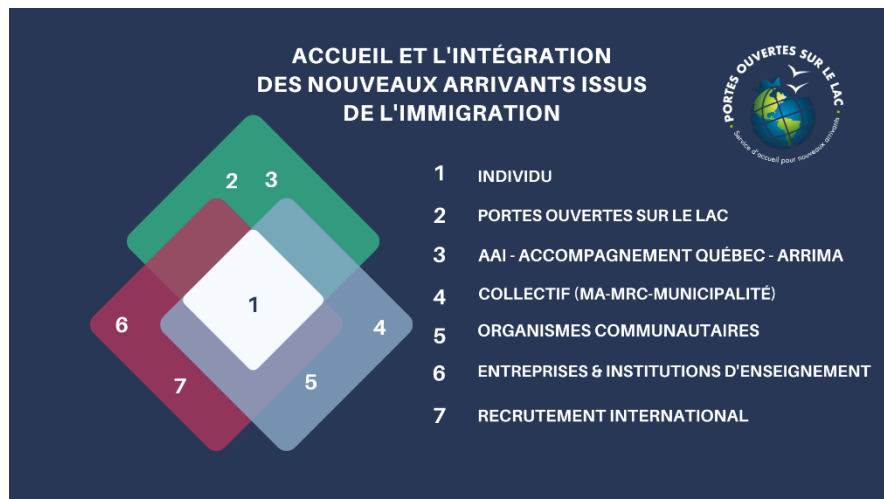 ACCUEIL ET L'INTÉGRATION
DES NOUVEAUX ARRIVANTS ISSUS
DE L'IMMIGRATION
• PORTES OUVERTES SUR LE LAC •
Service d'accueil pour nouveaux arrivants
2 3
1
6
4
7
5
1 INDIVIDU
2 PORTES OUVERTES SUR LE LAC
3 AAI - ACCOMPAGNEMENT QUÉBEC - ARRIMA
4 COLLECTIF (MA-MRC-MUNICIPALITÉ)
5 ORGANISMES COMMUNAUTAIRES
6 ENTREPRISES & INSTITUTIONS D'ENSEIGNEMENT
7 RECRUTEMENT INTERNATIONAL